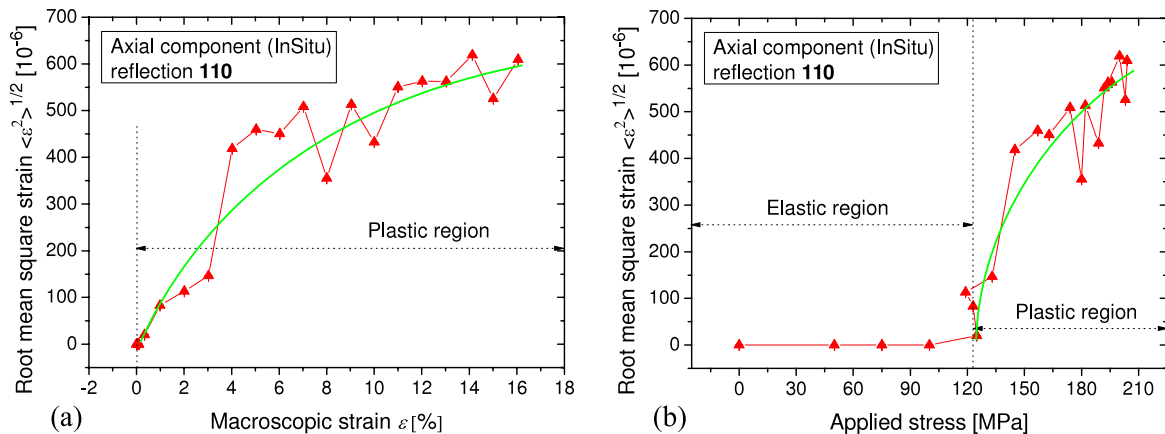 Root mean square strain <ε²>^1/2 [10^-6]
700
600
500
400
300
200
100
0
Axial component (InSitu)
reflection 110
Plastic region
-2 0 2 4 6 8 10 12 14 16 18
(a) Macroscopic strain ε [%]
Root mean square strain <ε²>^1/2 [10^-6]
700
600
500
400
300
200
100
0
Axial component (InSitu)
reflection 110
Elastic region
Plastic region
0 30 60 90 120 150 180 210
(b) Applied stress [MPa]